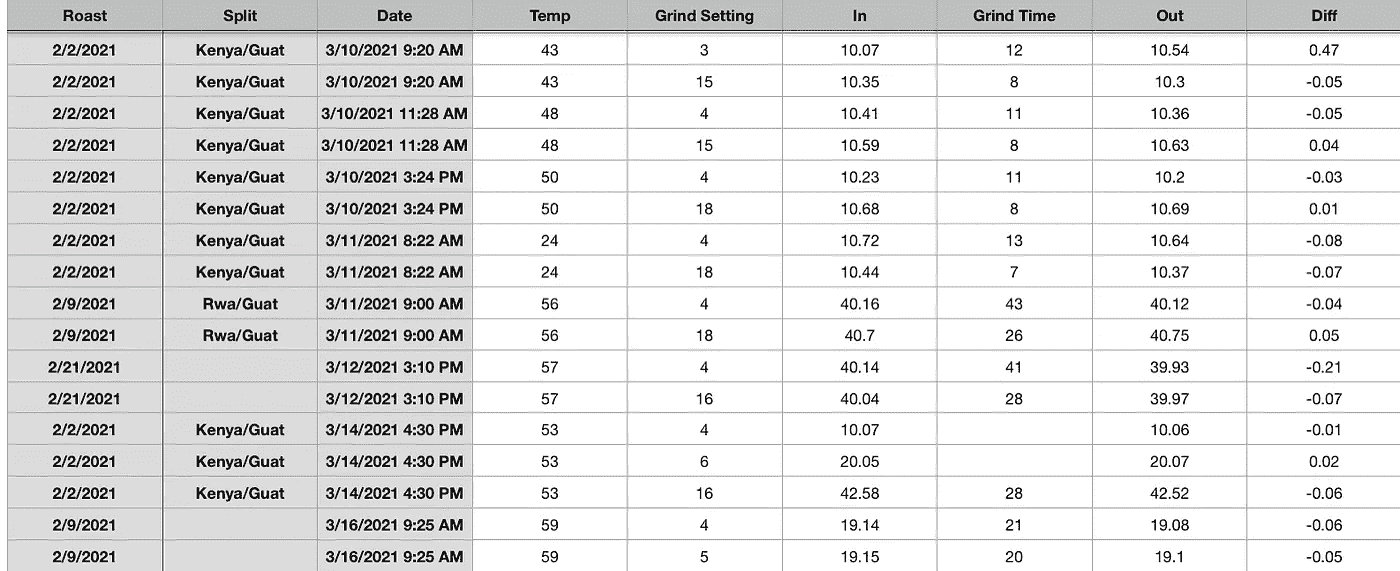 Roast Split Date Temp Grind Setting In Grind Time Out Diff
2/2/2021 Kenya/Guat 3/10/2021 9:20 AM 43 3 10.07 12 10.54 0.47
2/2/2021 Kenya/Guat 3/10/2021 9:20 AM 43 15 10.35 8 10.3 -0.05
2/2/2021 Kenya/Guat 3/10/2021 11:28 AM 48 4 10.41 11 10.36 -0.05
2/2/2021 Kenya/Guat 3/10/2021 11:28 AM 48 15 10.59 8 10.63 0.04
2/2/2021 Kenya/Guat 3/10/2021 3:24 PM 50 4 10.23 11 10.2 -0.03
2/2/2021 Kenya/Guat 3/10/2021 3:24 PM 50 18 10.68 8 10.69 0.01
2/2/2021 Kenya/Guat 3/11/2021 8:22 AM 24 4 10.72 13 10.64 -0.08
2/2/2021 Kenya/Guat 3/11/2021 8:22 AM 24 18 10.44 7 10.37 -0.07
2/9/2021 Rwa/Guat 3/11/2021 9:00 AM 56 4 40.16 43 40.12 -0.04
2/9/2021 Rwa/Guat 3/11/2021 9:00 AM 56 18 40.7 26 40.75 0.05
2/21/2021 3/12/2021 3:10 PM 57 4 40.14 41 39.93 -0.21
2/21/2021 3/12/2021 3:10 PM 57 16 40.04 28 39.97 -0.07
2/2/2021 Kenya/Guat 3/14/2021 4:30 PM 53 4 10.07 10.06 -0.01
2/2/2021 Kenya/Guat 3/14/2021 4:30 PM 53 6 20.05 20.07 0.02
2/2/2021 Kenya/Guat 3/14/2021 4:30 PM 53 16 42.58 28 42.52 -0.06
2/9/2021 3/16/2021 9:25 AM 59 4 19.14 21 19.08 -0.06
2/9/2021 3/16/2021 9:25 AM 59 5 19.15 20 19.1 -0.05